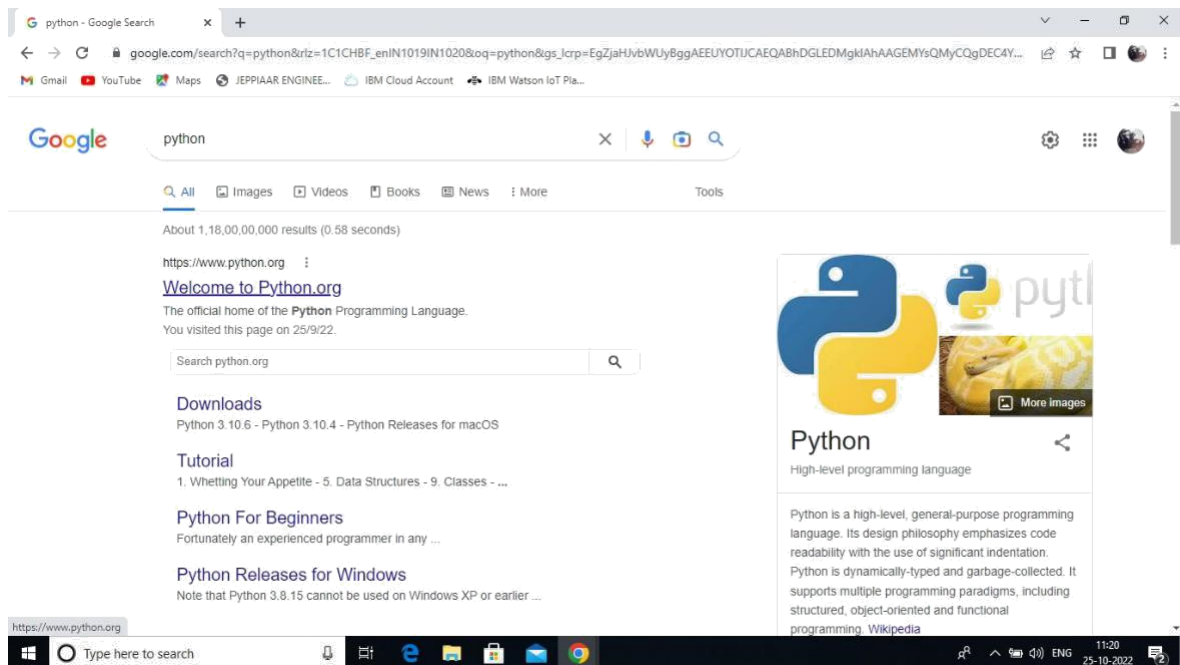 python - Google Search
google.com/search?q=python&rlz=1C1CHBF_enIN1019IN1020&oq=python&gs_lcrp=EgZjaHJvbWUyBggAEEUYOTIJCAEQABhDGLEDMgkIAhAAGEMYsQMyCQgDEC4Y...
Gmail YouTube Maps JEPPIAAR ENGINEE... IBM Cloud Account IBM Watson IoT Pla...
Google python
All Images Videos Books News More Tools
About 1,18,00,00,000 results (0.58 seconds)
https://www.python.org
Welcome to Python.org
The official home of the Python Programming Language.
You visited this page on 25/9/22.
Search python.org
Downloads
Python 3.10.6 - Python 3.10.4 - Python Releases for macOS
Tutorial
1. Whetting Your Appetite - 5. Data Structures - 9. Classes - ...
Python For Beginners
Fortunately an experienced programmer in any ...
Python Releases for Windows
Note that Python 3.8.15 cannot be used on Windows XP or earlier ...
pytl
More images
Python
High-level programming language
Python is a high-level, general-purpose programming
language. Its design philosophy emphasizes code
readability with the use of significant indentation.
Python is dynamically-typed and garbage-collected. It
supports multiple programming paradigms, including
structured, object-oriented and functional
programming. Wikipedia
https://www.python.org
Type here to search
ENG
11:20
25-10-2022
2